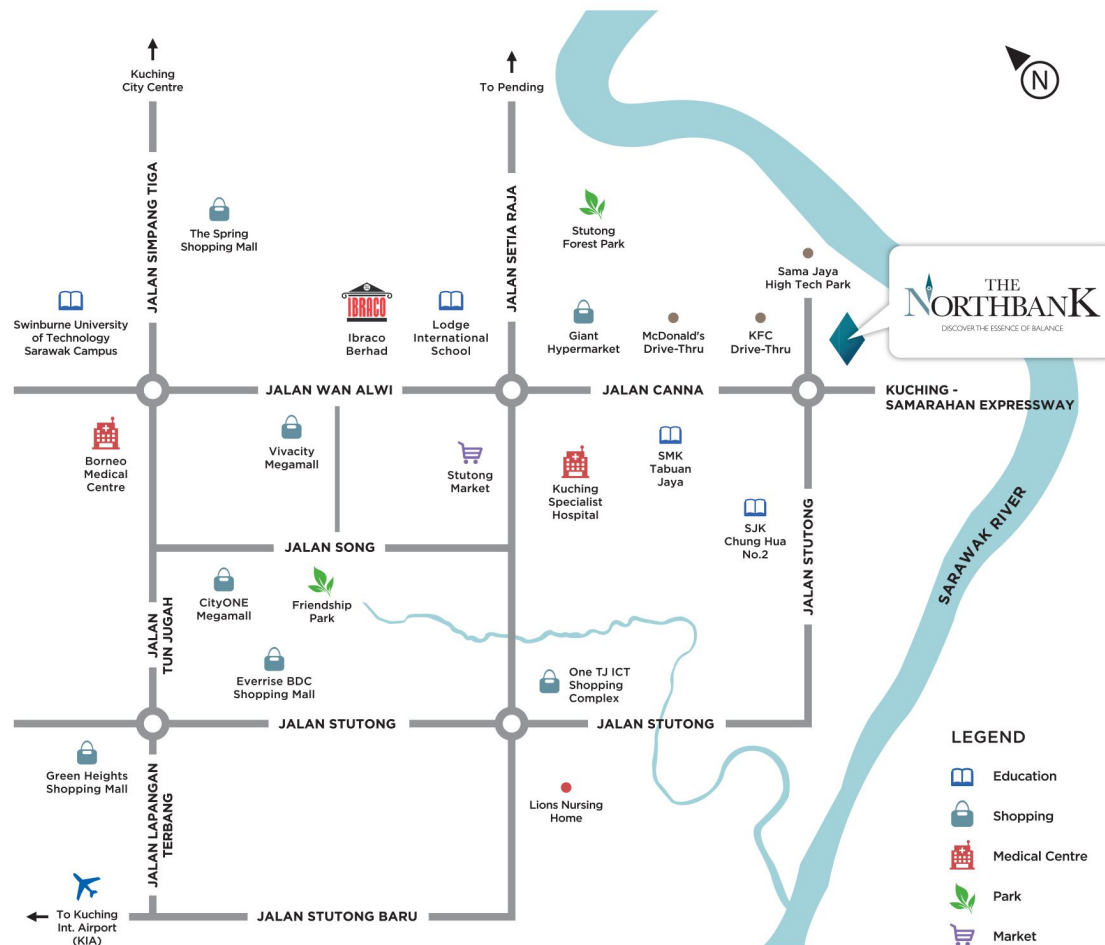 Kuching
City Centre
To Pending
N
JALAN SIMPANG TIGA
The Spring
Shopping Mall
JALAN SETIA RAJA
Stutong
Forest Park
Sama Jaya
High Tech Park
THE
NORTHBANK
DISCOVER THE ESSENCE OF BALANCE
Swinburne University
of Technology
Sarawak Campus
IBRACO
Ibraco
Berhad
Lodge
International
School
Giant
Hypermarket
McDonald's
Drive-Thru
KFC
Drive-Thru
JALAN WAN ALWI
JALAN CANNA
KUCHING -
SAMARAHAN EXPRESSWAY
Borneo
Medical
Centre
Vivacity
Megamall
Stutong
Market
Kuching
Specialist
Hospital
SMK
Tabuan
Jaya
SJK
Chung Hua
No.2
JALAN STUTONG
SARAWAK RIVER
JALAN SONG
JALAN
TUN JUGAH
CityONE
Megamall
Friendship
Park
Everrise BDC
Shopping Mall
One TJ ICT
Shopping
Complex
JALAN STUTONG
JALAN STUTONG
Green Heights
Shopping Mall
JALAN LAPANGAN
TERBANG
Lions Nursing
Home
To Kuching
Int. Airport
(KIA)
JALAN STUTONG BARU
LEGEND
Education
Shopping
Medical Centre
Park
Market